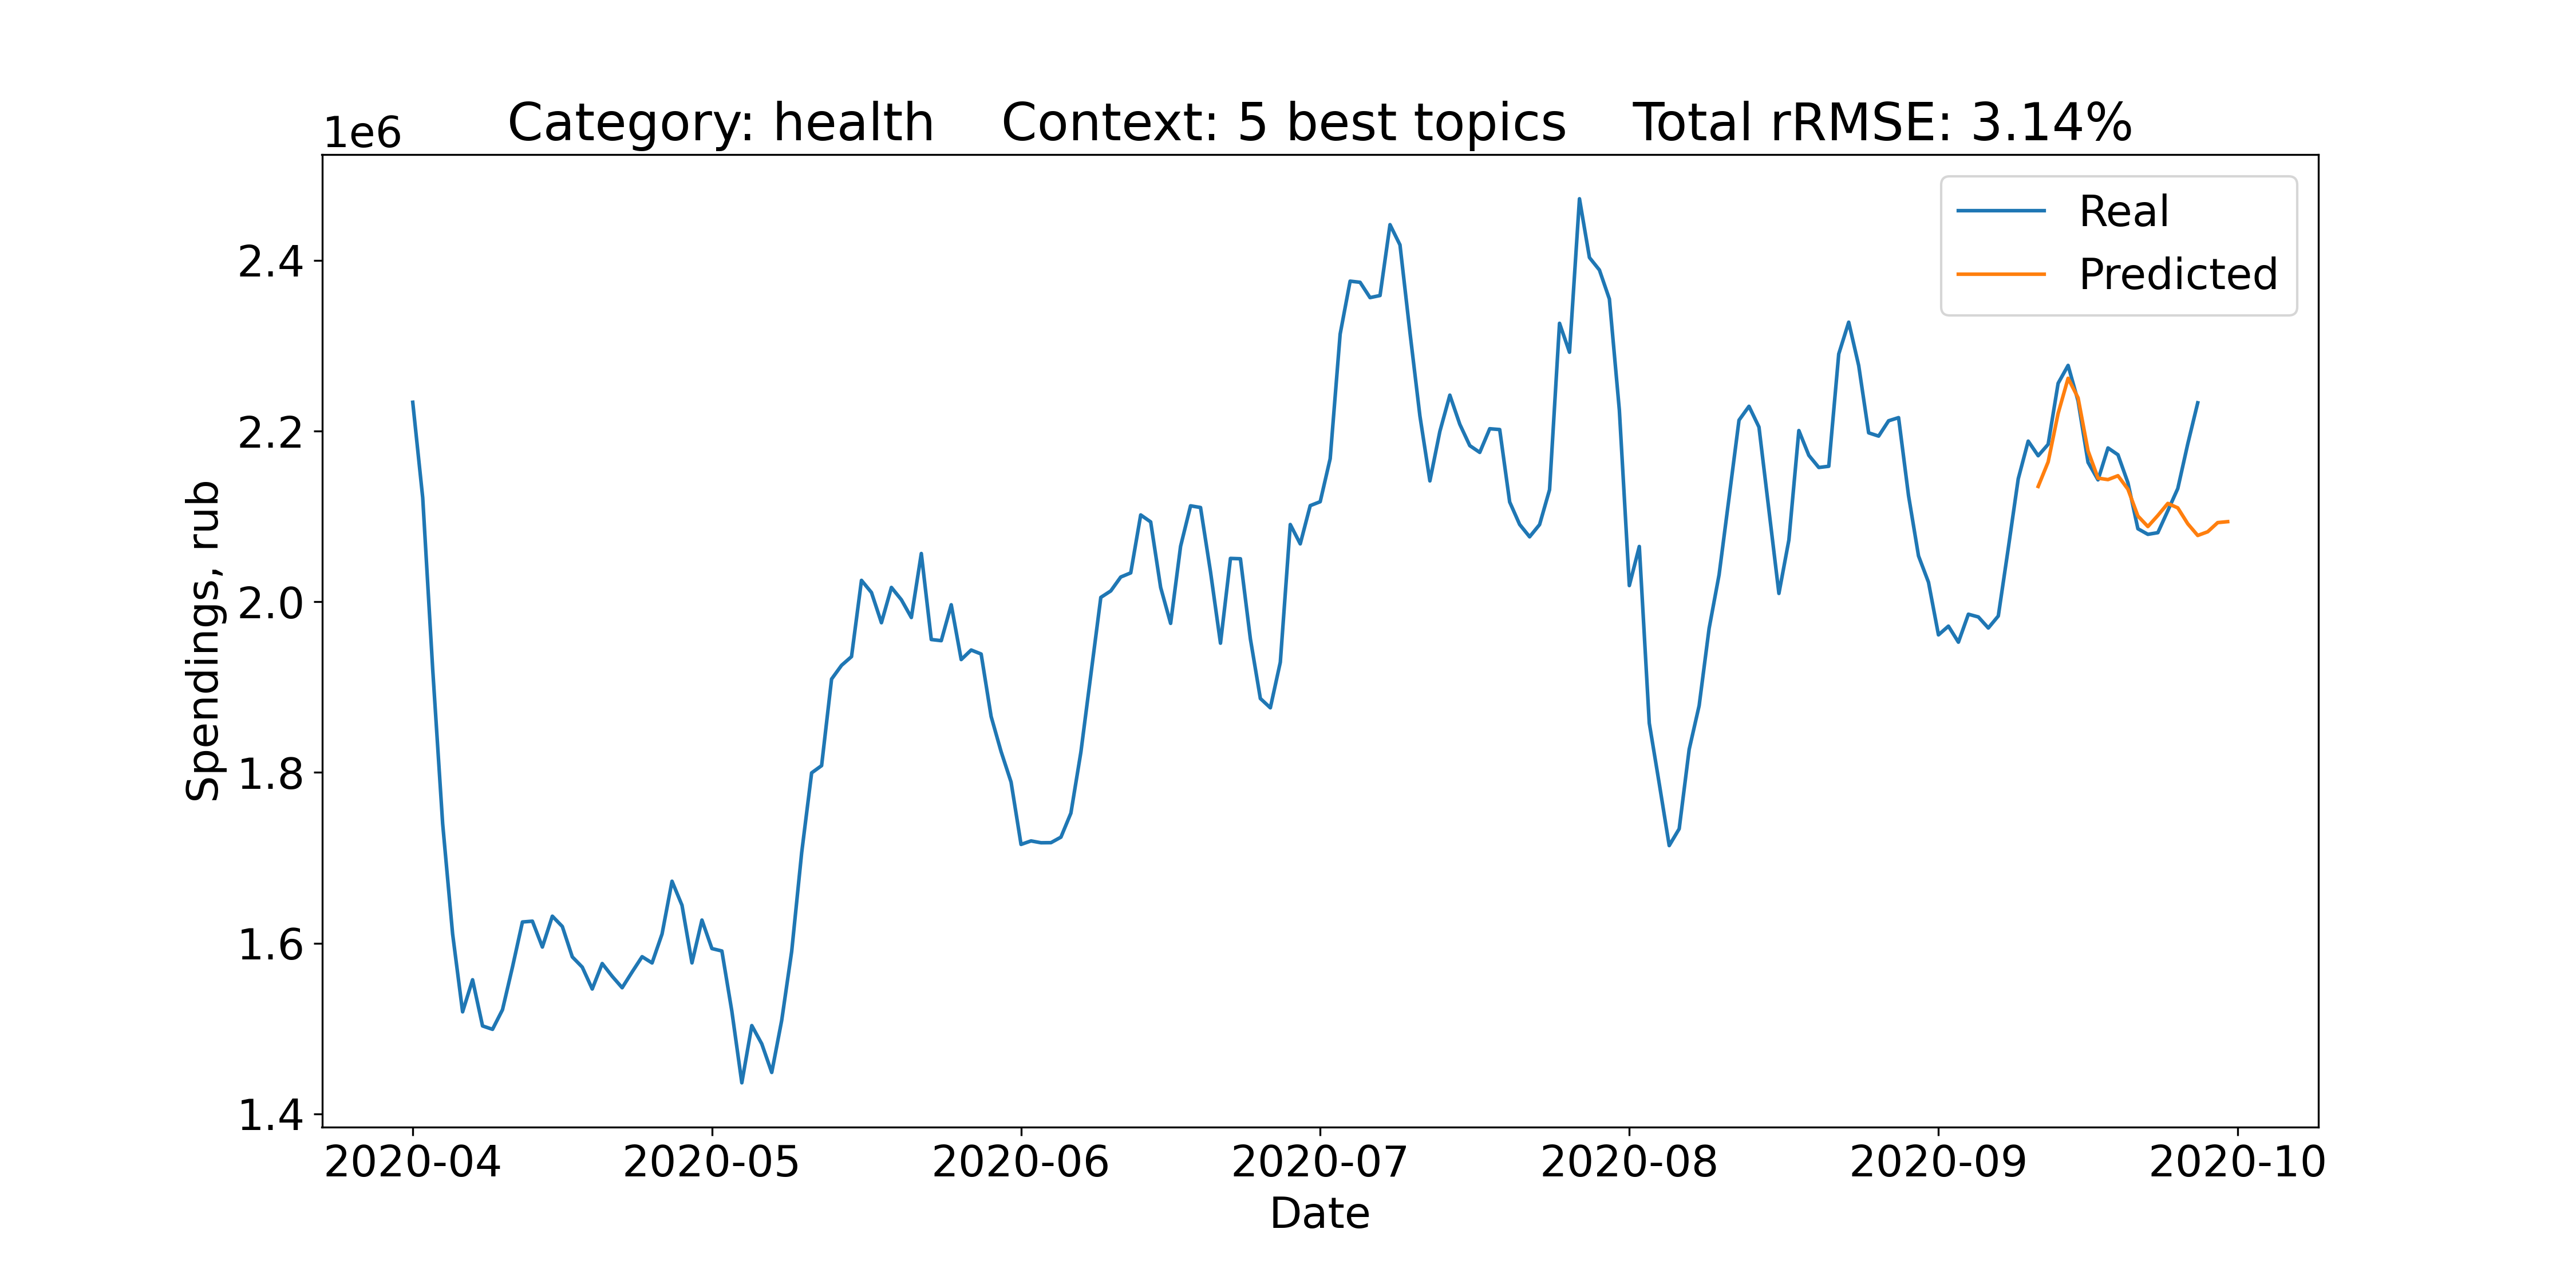 Category: health Context: 5 best topics Total rRMSE: 3.14%
1e6
Real
Predicted
2.4
2.2
2.0
1.8
1.6
1.4
Spendings, rub
2020-04 2020-05 2020-06 2020-07 2020-08 2020-09 2020-10
Date